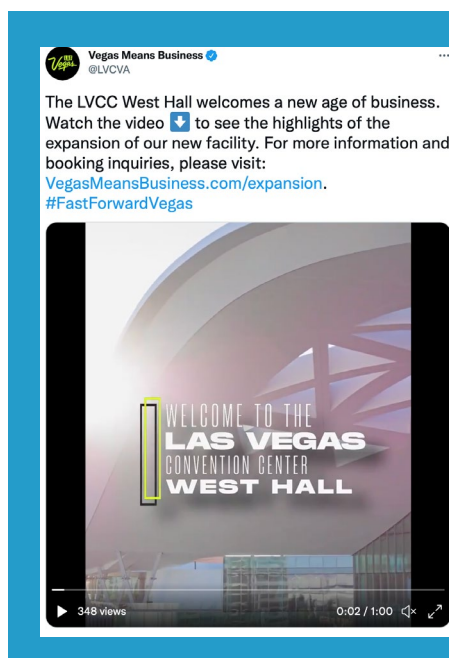 Vegas
Vegas Means Business
@LVCVA
The LVCC West Hall welcomes a new age of business.
Watch the video ⬇️ to see the highlights of the
expansion of our new facility. For more information and
booking inquiries, please visit:
VegasMeansBusiness.com/expansion.
#FastForwardVegas
WELCOME TO THE
LAS VEGAS
CONVENTION CENTER
WEST HALL
348 views
0:02 / 1:00